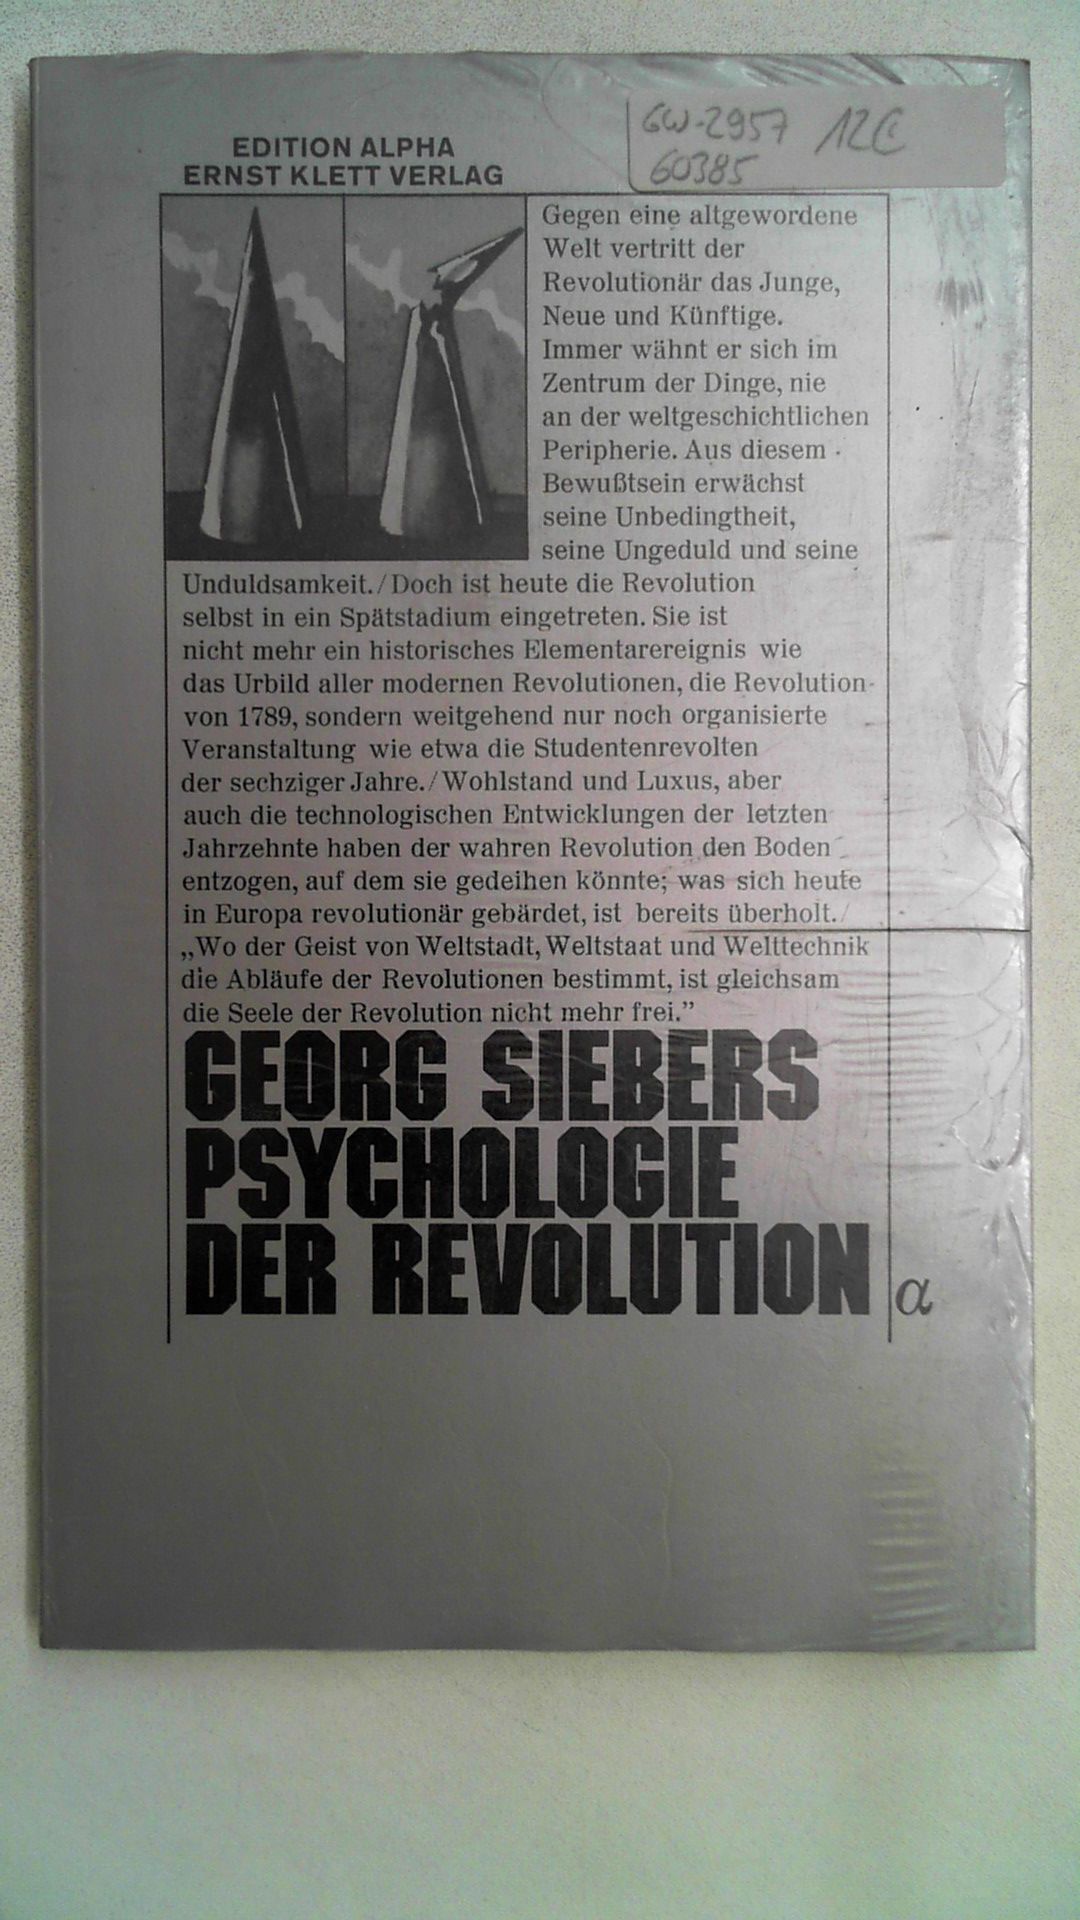 EDITION ALPHA
ERNST KLETT VERLAG
GW-2957 12€
60385
Gegen eine altgewordene
Welt vertritt der
Revolutionär das Junge,
Neue und Künftige.
Immer wähnt er sich im
Zentrum der Dinge, nie
an der weltgeschichtlichen
Peripherie. Aus diesem
Bewußtsein erwächst
seine Unbedingtheit,
seine Ungeduld und seine
Unduldsamkeit./Doch ist heute die Revolution
selbst in ein Spätstadium eingetreten. Sie ist
nicht mehr ein historisches Elementarereignis wie
das Urbild aller modernen Revolutionen, die Revolution
von 1789, sondern weitgehend nur noch organisierte
Veranstaltung wie etwa die Studentenrevolten
der sechziger Jahre./Wohlstand und Luxus, aber
auch die technologischen Entwicklungen der letzten
Jahrzehnte haben der wahren Revolution den Boden
entzogen, auf dem sie gedeihen könnte; was sich heute
in Europa revolutionär gebärdet, ist bereits überholt./
„Wo der Geist von Weltstadt, Weltstaat und Welttechnik
die Abläufe der Revolutionen bestimmt, ist gleichsam
die Seele der Revolution nicht mehr frei.”
GEORG SIEBERS
PSYCHOLOGIE
DER REVOLUTION
α